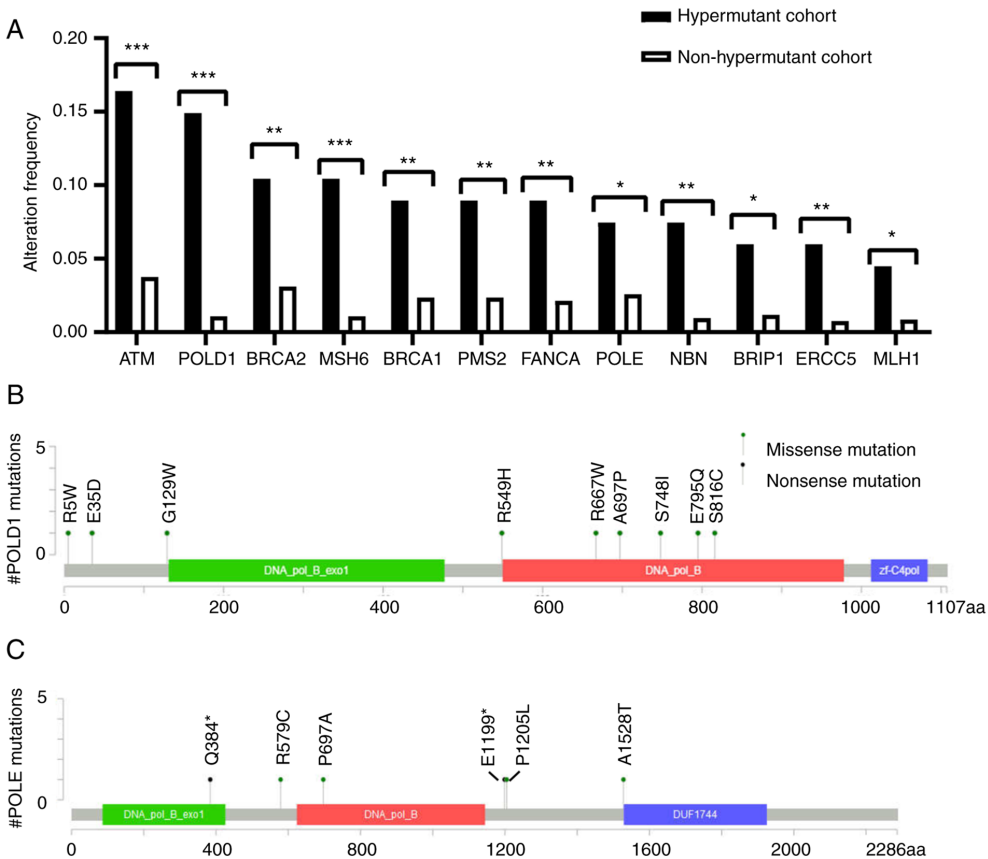 A
Hypermutant cohort
Non-hypermutant cohort
Alteration frequency
0.20
0.15
0.10
0.05
0.00
*** *** ** *** ** ** ** * ** * ** *
ATM POLD1 BRCA2 MSH6 BRCA1 PMS2 FANCA POLE NBN BRIP1 ERCC5 MLH1
B
#POLD1 mutations
5
0
R5W E35D G129W R549H R667W A697P S748I E795Q S816C
Missense mutation
Nonsense mutation
DNA_pol_B_exo1 DNA_pol_B zf-C4pol
0 200 400 600 800 1000 1107aa
C
#POLE mutations
5
0
Q384* R579C P697A E1199* P1205L A1528T
DNA_pol_B_exo1 DNA_pol_B DUF1744
0 400 800 1200 1600 2000 2286aa